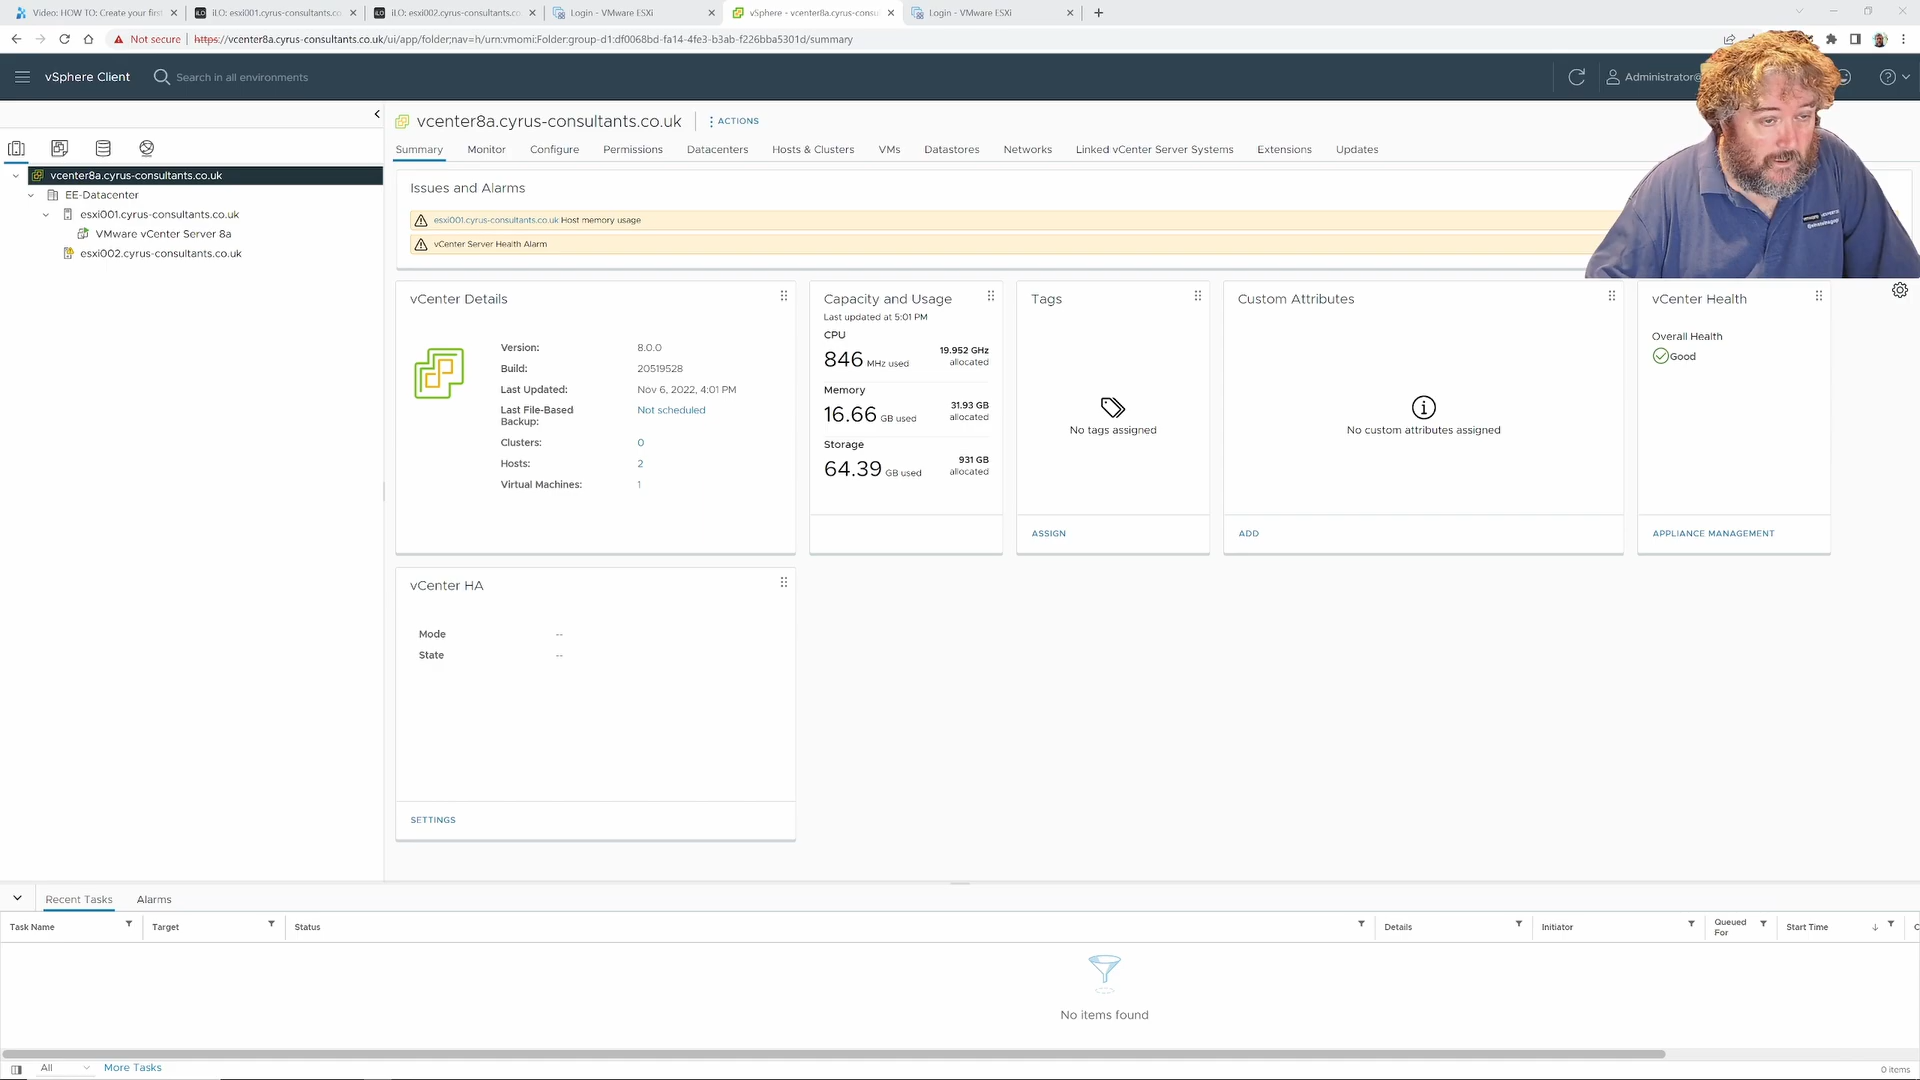 Video: HOW TO: Create your first
iLO: esxi001.cyrus-consultants.co
iLO: esxi002.cyrus-consultants.co
Login - VMware ESXi
vSphere - vcenter8a.cyrus-consu
Login - VMware ESXi
Not secure
https://vcenter8a.cyrus-consultants.co.uk/ui/app/folder;nav=h/urn:vmomi:Folder:group-d1:df0068bd-fa14-4fe3-b3ab-f226bba5301d/summary
vSphere Client
Search in all environments
Administrator@
vcenter8a.cyrus-consultants.co.uk
ACTIONS
Summary
Monitor
Configure
Permissions
Datacenters
Hosts & Clusters
VMs
Datastores
Networks
Linked vCenter Server Systems
Extensions
Updates
vcenter8a.cyrus-consultants.co.uk
EE-Datacenter
esxi001.cyrus-consultants.co.uk
VMware vCenter Server 8a
esxi002.cyrus-consultants.co.uk
Issues and Alarms
esxi001.cyrus-consultants.co.uk Host memory usage
vCenter Server Health Alarm
vCenter Details
Version: 8.0.0
Build: 20519528
Last Updated: Nov 6, 2022, 4:01 PM
Last File-Based Not scheduled
Backup:
Clusters: 0
Hosts: 2
Virtual Machines: 1
Capacity and Usage
Last updated at 5:01 PM
CPU
846 MHz used
19.952 GHz
allocated
Memory
16.66 GB used
31.93 GB
allocated
Storage
64.39 GB used
931 GB
allocated
Tags
No tags assigned
ASSIGN
Custom Attributes
No custom attributes assigned
ADD
vCenter Health
Overall Health
Good
APPLIANCE MANAGEMENT
vCenter HA
Mode --
State --
SETTINGS
Recent Tasks
Alarms
Task Name
Target
Status
Details
Initiator
Queued
For
Start Time
C
No items found
All
More Tasks
0 items